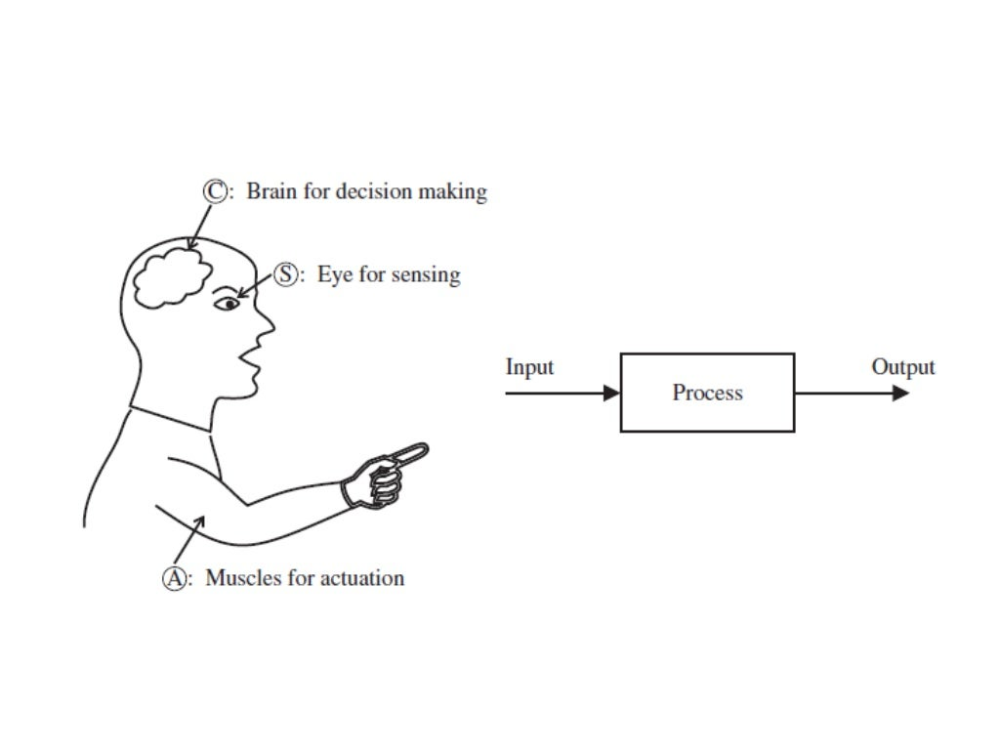 Ⓒ: Brain for decision making
Ⓢ: Eye for sensing
Input
Process
Output
Ⓐ: Muscles for actuation